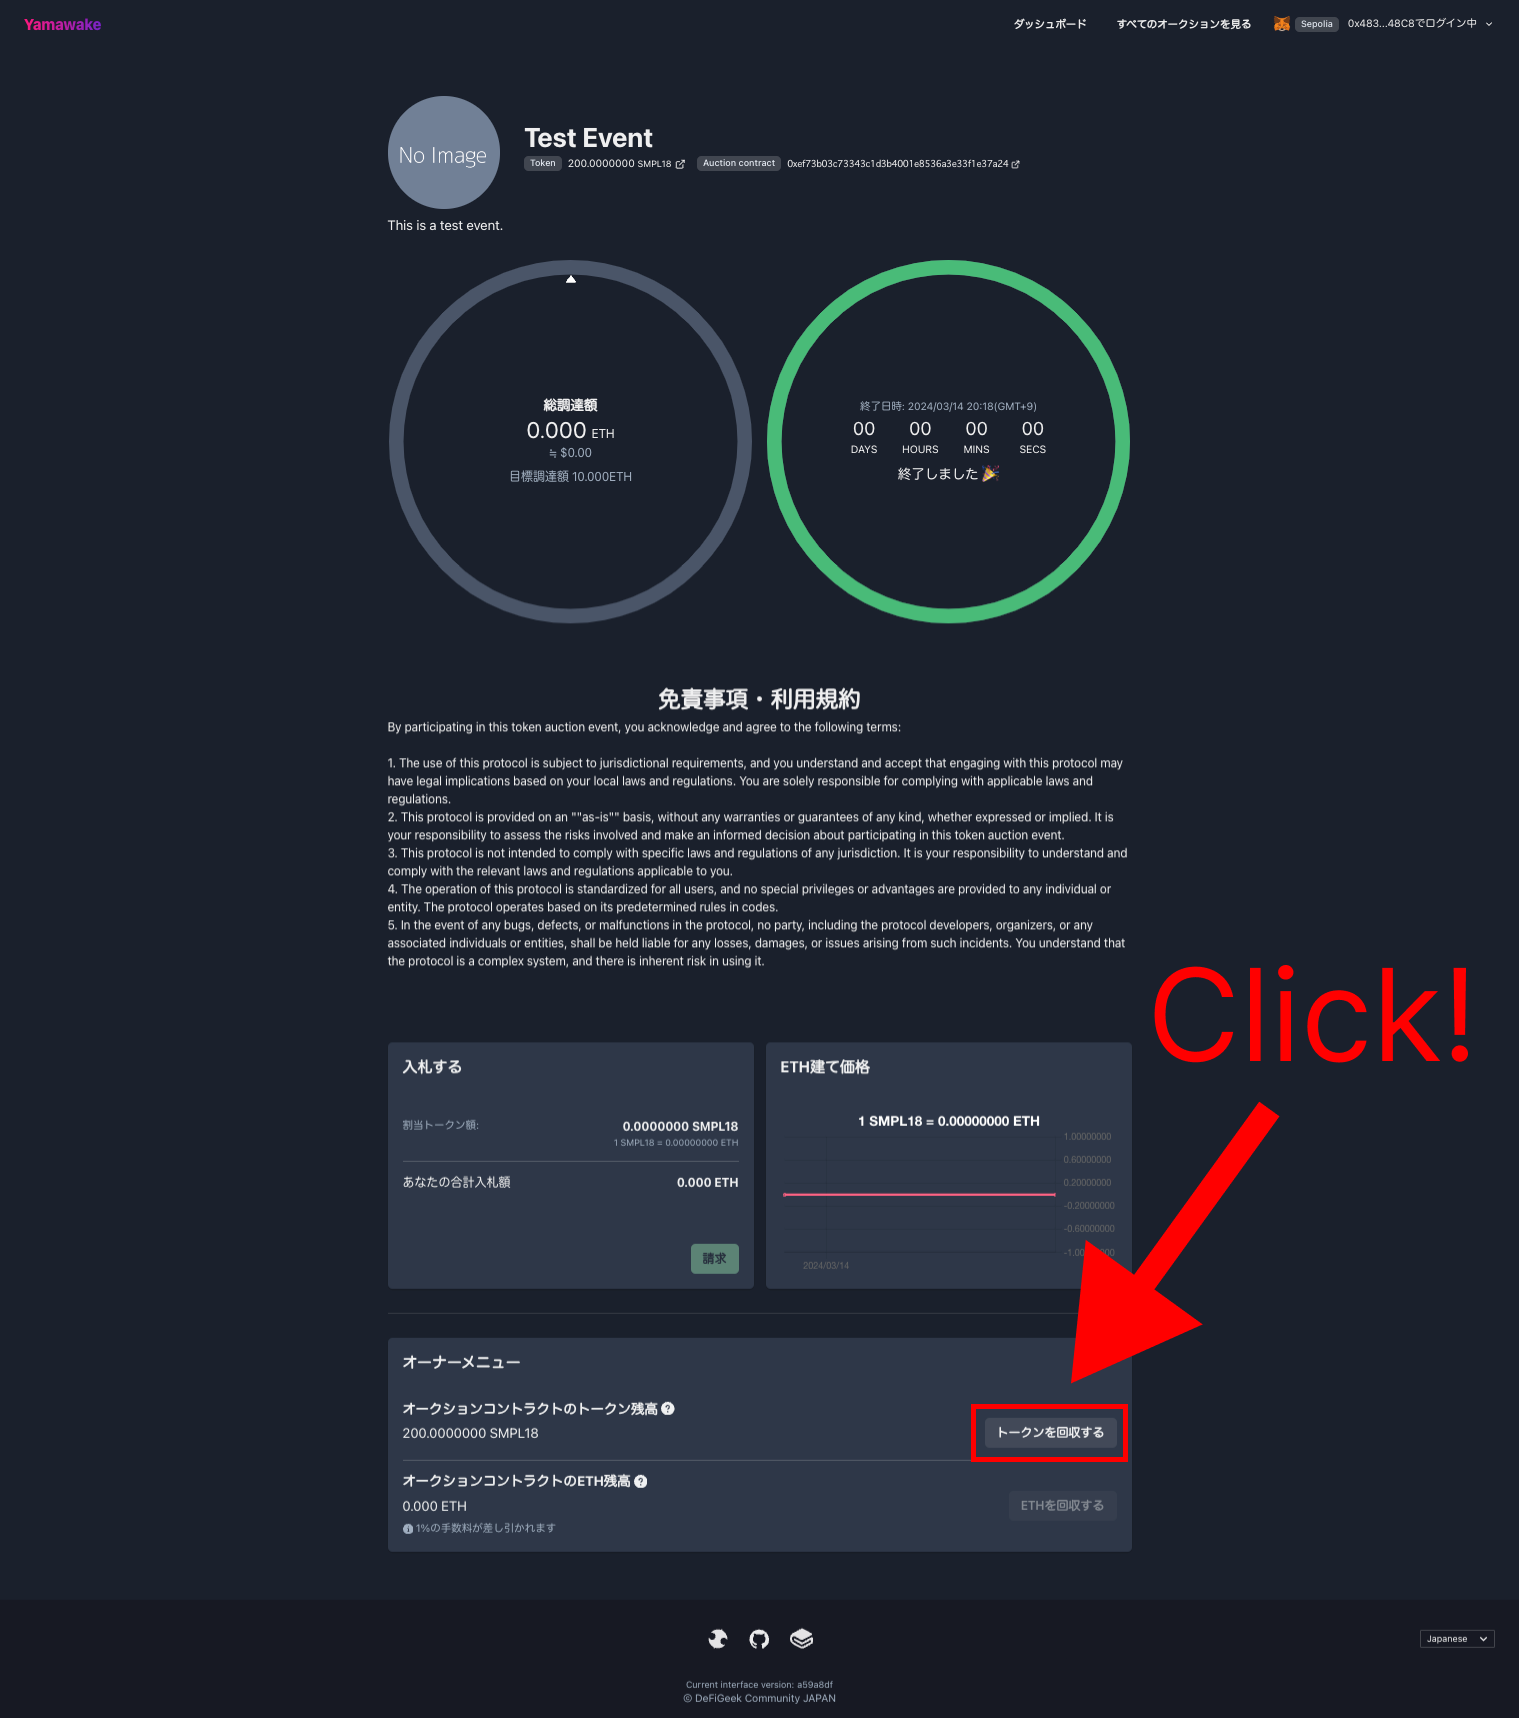 Yamawake
ダッシュボード
すべてのオークションを見る
Sepolia
0x483...48C8でログイン中
No Image
Test Event
Token 200.0000000 SMPL18
Auction contract 0xef73b03c73343c1d3b4001e8536a3e33f1e37a24
This is a test event.
総調達額
0.000 ETH
≒ $0.00
目標調達額 10.000ETH
終了日時: 2024/03/14 20:18(GMT+9)
00 00 00 00
DAYS HOURS MINS SECS
終了しました 🎉
免責事項・利用規約
By participating in this token auction event, you acknowledge and agree to the following terms:
1. The use of this protocol is subject to jurisdictional requirements, and you understand and accept that engaging with this protocol may
have legal implications based on your local laws and regulations. You are solely responsible for complying with applicable laws and
regulations.
2. This protocol is provided on an ""as-is"" basis, without any warranties or guarantees of any kind, whether expressed or implied. It is
your responsibility to assess the risks involved and make an informed decision about participating in this token auction event.
3. This protocol is not intended to comply with specific laws and regulations of any jurisdiction. It is your responsibility to understand and
comply with the relevant laws and regulations applicable to you.
4. The operation of this protocol is standardized for all users, and no special privileges or advantages are provided to any individual or
entity. The protocol operates based on its predetermined rules in codes.
5. In the event of any bugs, defects, or malfunctions in the protocol, no party, including the protocol developers, organizers, or any
associated individuals or entities, shall be held liable for any losses, damages, or issues arising from such incidents. You understand that
the protocol is a complex system, and there is inherent risk in using it.
Click!
入札する
割当トークン額: 0.0000000 SMPL18
1 SMPL18 = 0.00000000 ETH
あなたの合計入札額 0.000 ETH
請求
ETH建て価格
1 SMPL18 = 0.00000000 ETH
1.00000000
0.60000000
0.20000000
-0.20000000
-0.60000000
2024/03/14
オーナーメニュー
オークションコントラクトのトークン残高
200.0000000 SMPL18
トークンを回収する
オークションコントラクトのETH残高
0.000 ETH
ETHを回収する
1%の手数料が差し引かれます
Japanese
Current interface version: a59a8df
© DeFiGeek Community JAPAN